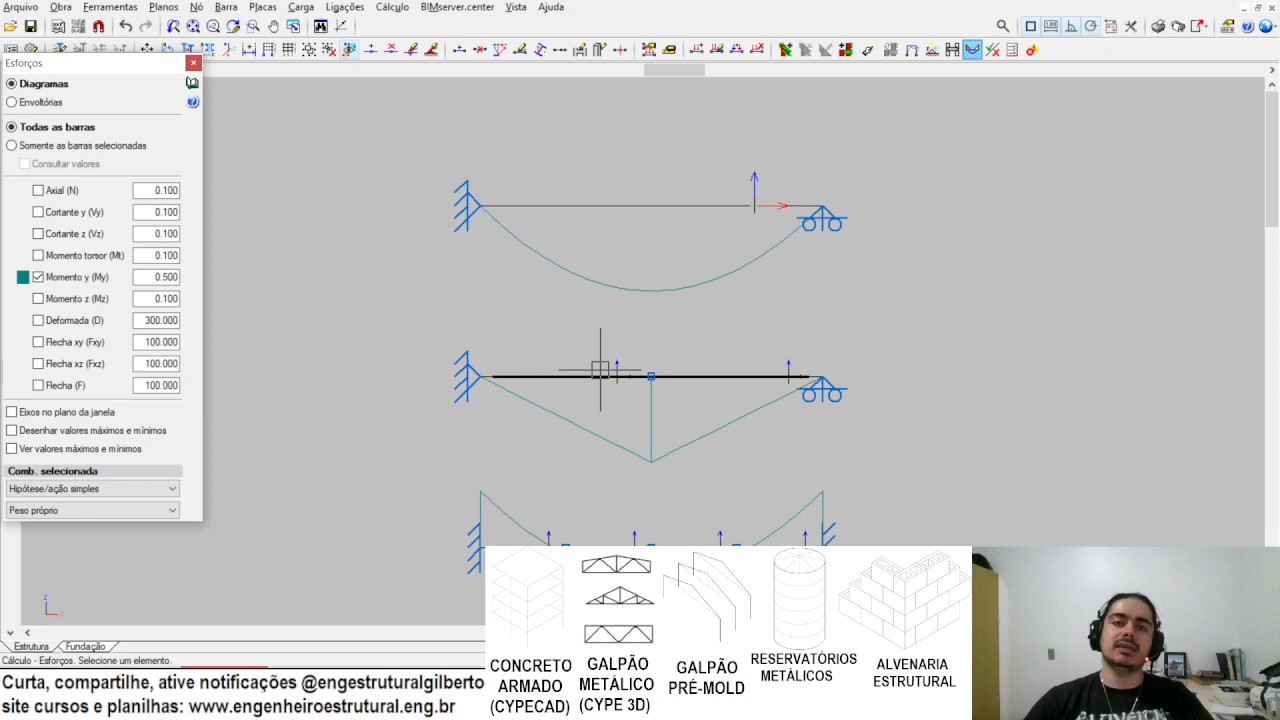 Arquivo Obra Ferramentas Planos Nó Barra Placas Carga Ligações Cálculo BIMserver.center Vista Ajuda
Esforços
Diagramas
Envoltórias
Todas as barras
Somente as barras selecionadas
Consultar valores
Axial (N) 0.100
Cortante y (Vy) 0.100
Cortante z (Vz) 0.100
Momento torsor (Mt) 0.100
Momento y (My) 0.500
Momento z (Mz) 0.100
Deformada (D) 300.000
Flecha xy (Fxy) 100.000
Flecha xz (Fxz) 100.000
Flecha (F) 100.000
Eixos no plano da janela
Desenhar valores máximos e mínimos
Ver valores máximos e mínimos
Comb. selecionada
Hipótese/ação simples
Peso próprio
z
Estrutura Fundação
Cálculo - Esforços. Selecione um elemento.
Curta, compartilhe, ative notificações @engestruturalgilberto
site cursos e planilhas: www.engenheiroestrutural.eng.br
CONCRETO
ARMADO
(CYPECAD)
GALPÃO
METÁLICO
(CYPE 3D)
GALPÃO
PRÉ-MOLD
RESERVATÓRIOS
METÁLICOS
ALVENARIA
ESTRUTURAL